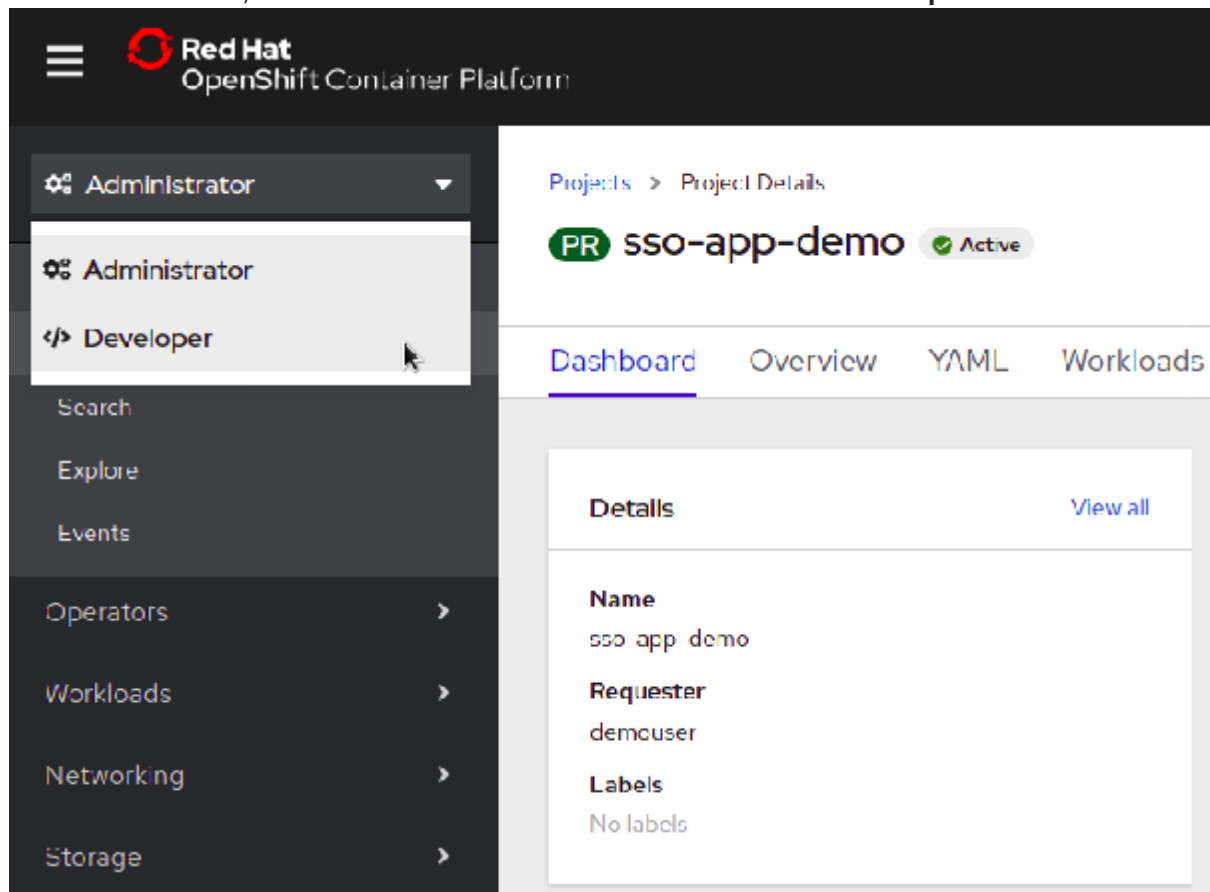 Red Hat
OpenShift Container Platform
Administrator
Administrator
Developer
Search
Explore
Events
Operators
Workloads
Networking
Storage
Projects > Project Details
PR sso-app-demo Active
Dashboard Overview YAML Workloads
Details View all
Name
sso-app-demo
Requester
demouser
Labels
No labels